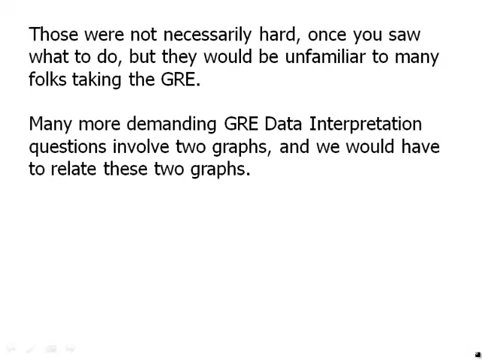 Those were not necessarily hard, once you saw
what to do, but they would be unfamiliar to many
folks taking the GRE.
Many more demanding GRE Data Interpretation
questions involve two graphs, and we would have
to relate these two graphs.